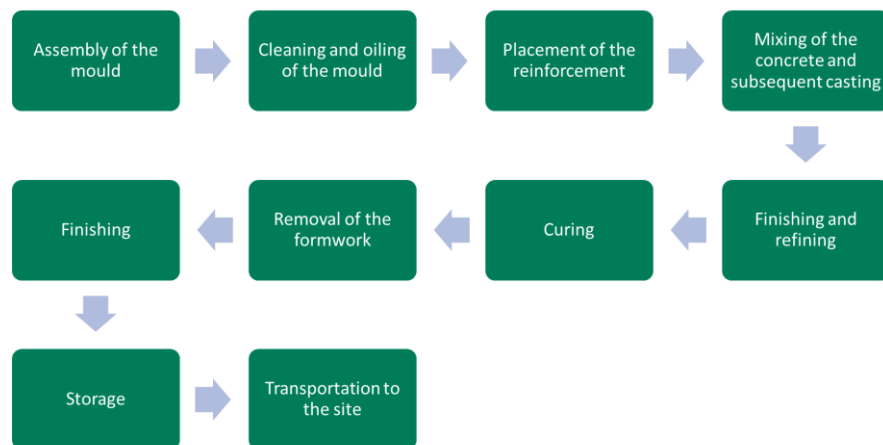 Assembly of the
mould
Cleaning and oiling
of the mould
Placement of the
reinforcement
Mixing of the
concrete and
subsequent casting
Finishing and
refining
Curing
Removal of the
formwork
Finishing
Storage
Transportation to
the site